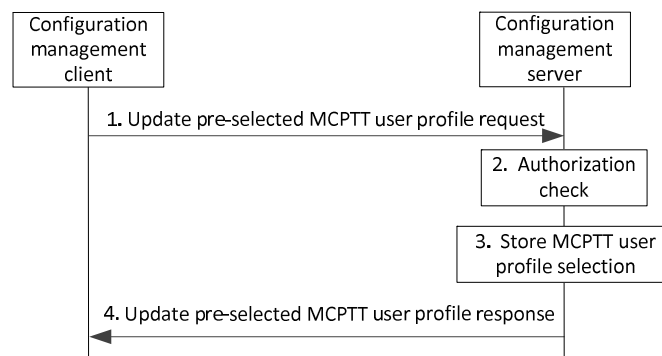 Configuration
management
client
Configuration
management
server
1. Update pre-selected MCPTT user profile request
2. Authorization
check
3. Store MCPTT user
profile selection
4. Update pre-selected MCPTT user profile response